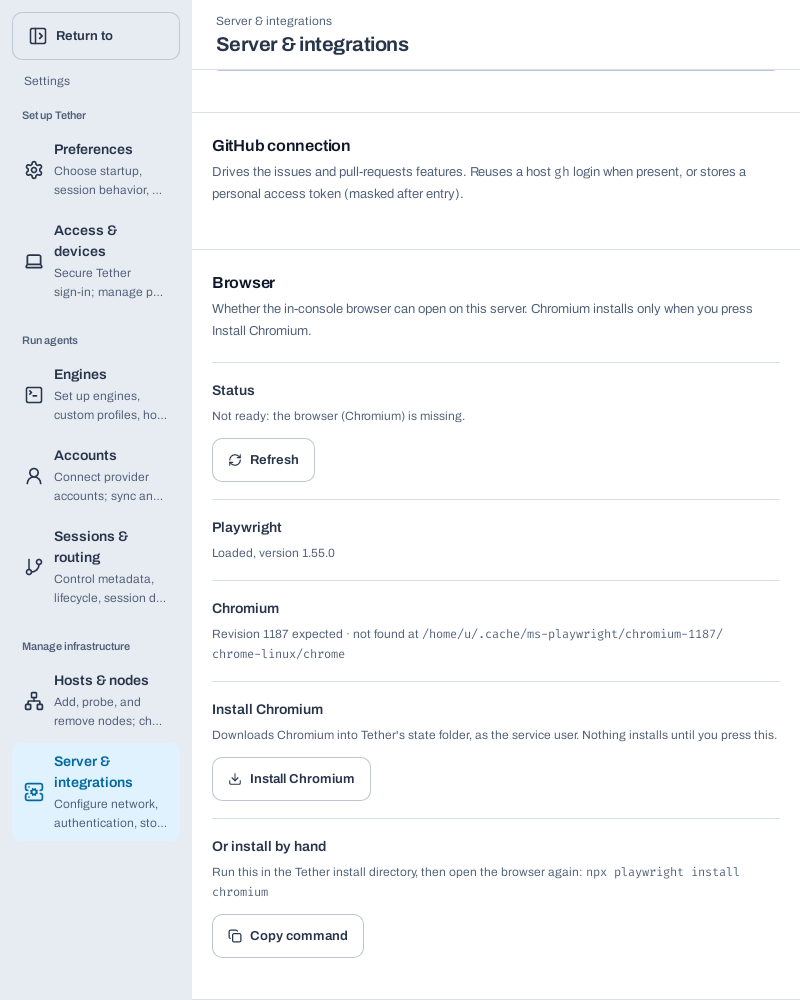 Return to
Settings
Set up Tether
Preferences
Choose startup,
session behavior, ...
Access &
devices
Secure Tether
sign-in; manage p...
Run agents
Engines
Set up engines,
custom profiles, ho...
Accounts
Connect provider
accounts; sync an...
Sessions &
routing
Control metadata,
lifecycle, session d...
Manage infrastructure
Hosts & nodes
Add, probe, and
remove nodes; ch...
Server &
integrations
Configure network,
authentication, sto...
Server & integrations
Server & integrations
GitHub connection
Drives the issues and pull-requests features. Reuses a host gh login when present, or stores a
personal access token (masked after entry).
Browser
Whether the in-console browser can open on this server. Chromium installs only when you press
Install Chromium.
Status
Not ready: the browser (Chromium) is missing.
Refresh
Playwright
Loaded, version 1.55.0
Chromium
Revision 1187 expected · not found at /home/u/.cache/ms-playwright/chromium-1187/
chrome-linux/chrome
Install Chromium
Downloads Chromium into Tether's state folder, as the service user. Nothing installs until you press this.
Install Chromium
Or install by hand
Run this in the Tether install directory, then open the browser again: npx playwright install
chromium
Copy command